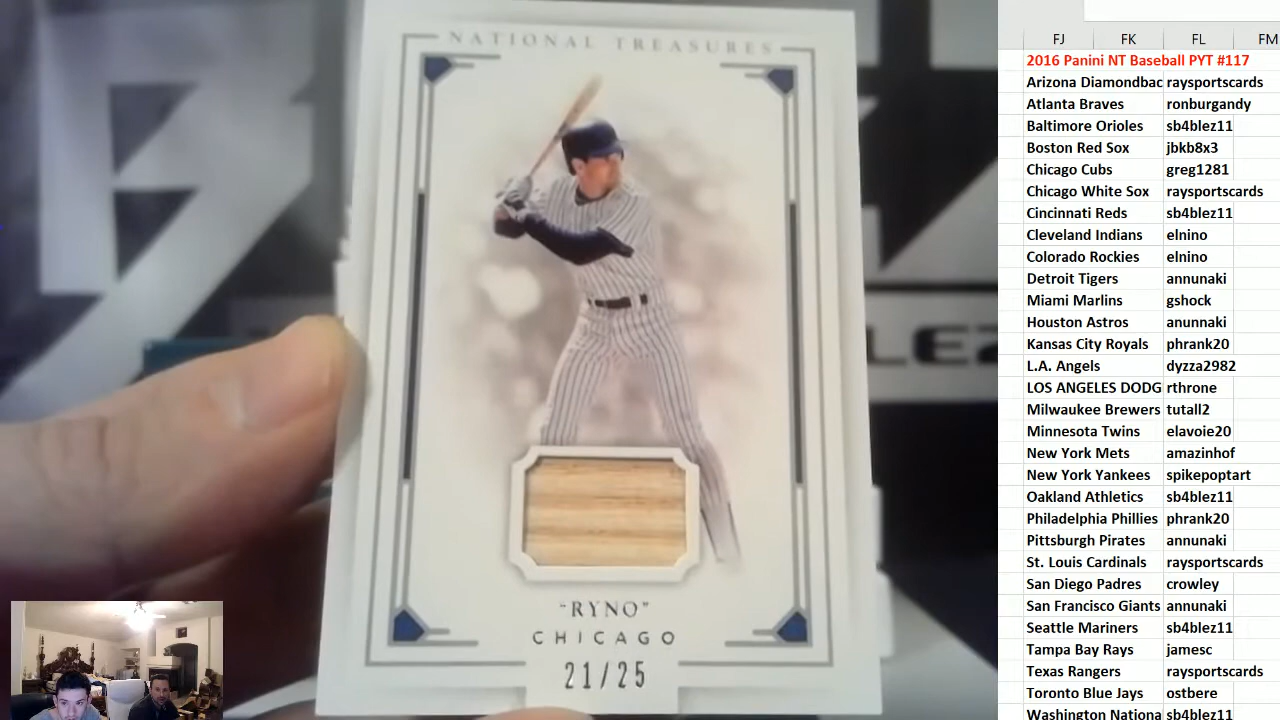 NATIONAL TREASURES
"RYNO"
CHICAGO
21/25
LEZ
FJ FK FL FM
2016 Panini NT Baseball PYT #117
Arizona Diamondbac raysportscards
Atlanta Braves ronburgandy
Baltimore Orioles sb4blez11
Boston Red Sox jbkb8x3
Chicago Cubs greg1281
Chicago White Sox raysportscards
Cincinnati Reds sb4blez11
Cleveland Indians elnino
Colorado Rockies elnino
Detroit Tigers annunaki
Miami Marlins gshock
Houston Astros anunnaki
Kansas City Royals phrank20
L.A. Angels dyzza2982
LOS ANGELES DODG rthrone
Milwaukee Brewers tutall2
Minnesota Twins elavoie20
New York Mets amazinhof
New York Yankees spikepoptart
Oakland Athletics sb4blez11
Philadelphia Phillies phrank20
Pittsburgh Pirates annunaki
St. Louis Cardinals raysportscards
San Diego Padres crowley
San Francisco Giants annunaki
Seattle Mariners sb4blez11
Tampa Bay Rays jamesc
Texas Rangers raysportscards
Toronto Blue Jays ostbere
Washington Nationa sb4blez11